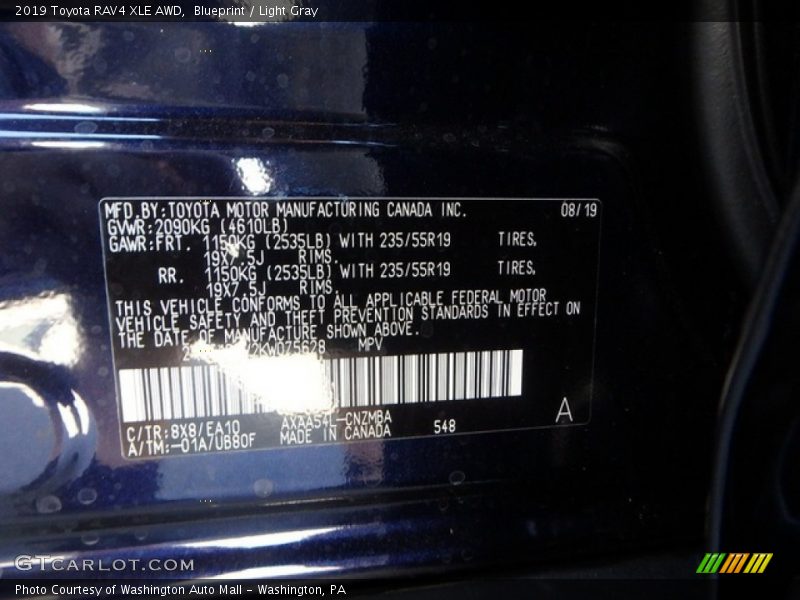 2019 Toyota RAV4 XLE AWD, Blueprint / Light Gray
MFD.BY:TOYOTA MOTOR MANUFACTURING CANADA INC. 08/19
GVWR:2090KG (4610LB)
GAWR:FRT. 1150KG (2535LB) WITH 235/55R19 TIRES,
19X7.5J RIMS.
RR. 1150KG (2535LB) WITH 235/55R19 TIRES,
19X7.5J RIMS.
THIS VEHICLE CONFORMS TO ALL APPLICABLE FEDERAL MOTOR
VEHICLE SAFETY AND THEFT PREVENTION STANDARDS IN EFFECT ON
THE DATE OF MANUFACTURE SHOWN ABOVE.
MPV
C/TR:8X8/EA10 AXAA54L-CNZMBA 548 A
A/TM:-01A/UB80F MADE IN CANADA
GTCARLOT.COM
Photo Courtesy of Washington Auto Mall - Washington, PA